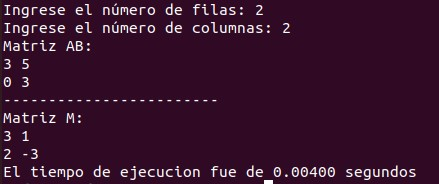 Ingrese el número de filas: 2
Ingrese el número de columnas: 2
Matriz AB:
3 5
0 3
------------------------
Matriz M:
3 1
2 -3
El tiempo de ejecucion fue de 0.00400 segundos